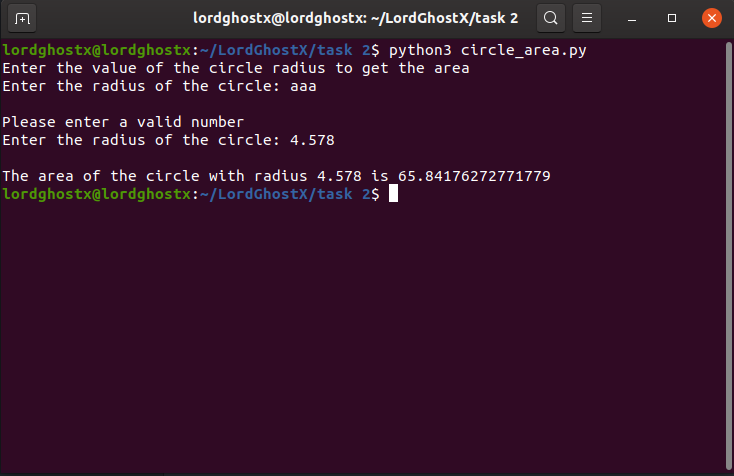 lordghostx@lordghostx: ~/LordGhostX/task 2
lordghostx@lordghostx:~/LordGhostX/task 2$ python3 circle_area.py
Enter the value of the circle radius to get the area
Enter the radius of the circle: aaa
Please enter a valid number
Enter the radius of the circle: 4.578
The area of the circle with radius 4.578 is 65.84176272771779
lordghostx@lordghostx:~/LordGhostX/task 2$